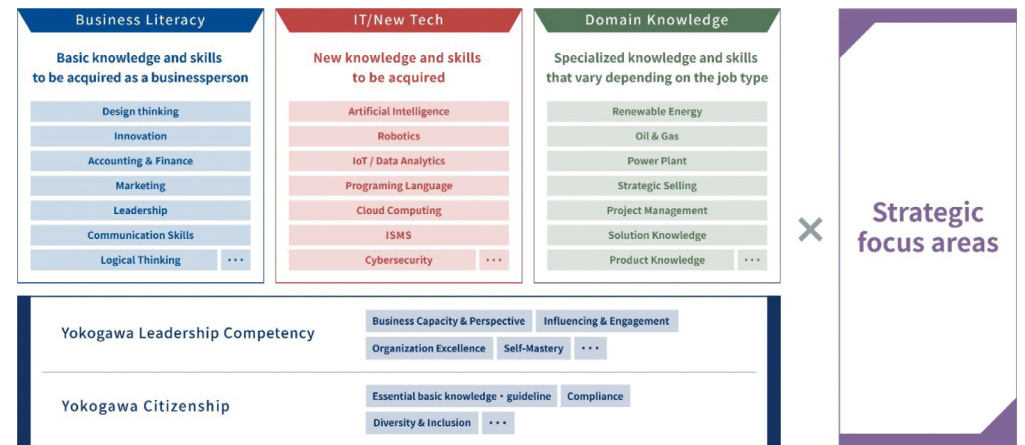 Business Literacy
Basic knowledge and skills
to be acquired as a businessperson
Design thinking
Innovation
Accounting & Finance
Marketing
Leadership
Communication Skills
Logical Thinking
···
IT/New Tech
New knowledge and skills
to be acquired
Artificial Intelligence
Robotics
IoT / Data Analytics
Programing Language
Cloud Computing
ISMS
Cybersecurity
···
Domain Knowledge
Specialized knowledge and skills
that vary depending on the job type
Renewable Energy
Oil & Gas
Power Plant
Strategic Selling
Project Management
Solution Knowledge
Product Knowledge
···
×
Strategic
focus areas
Yokogawa Leadership Competency
Business Capacity & Perspective
Influencing & Engagement
Organization Excellence
Self-Mastery
···
Yokogawa Citizenship
Essential basic knowledge・guideline
Compliance
Diversity & Inclusion
···